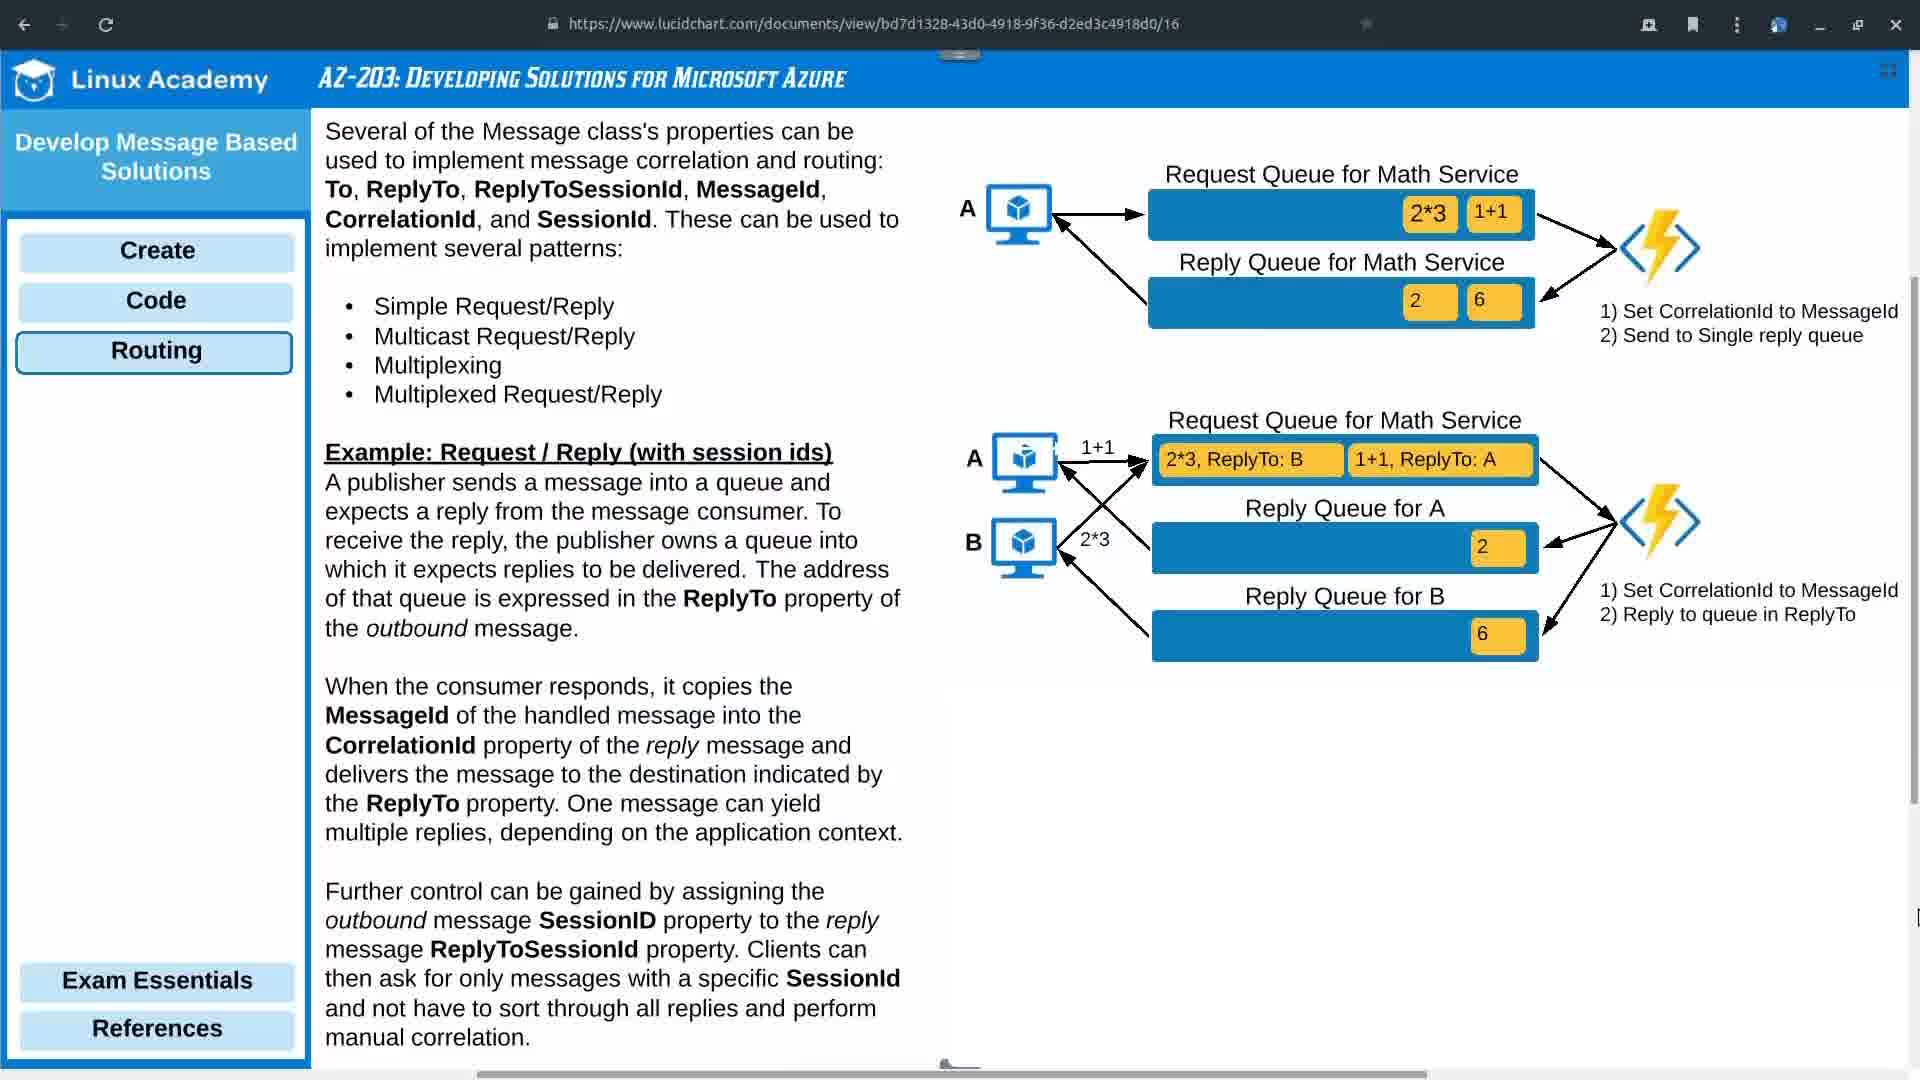 https://www.lucidchart.com/documents/view/bd7d1328-43d0-4918-9f36-d2ed3c4918d0/16
Linux Academy
AZ-203: Developing Solutions for Microsoft Azure
Develop Message Based
Solutions
Create
Code
Routing
Exam Essentials
References
Several of the Message class's properties can be
used to implement message correlation and routing:
To, ReplyTo, ReplyToSessionId, MessageId,
CorrelationId, and SessionId. These can be used to
implement several patterns:
• Simple Request/Reply
• Multicast Request/Reply
• Multiplexing
• Multiplexed Request/Reply
Example: Request / Reply (with session ids)
A publisher sends a message into a queue and
expects a reply from the message consumer. To
receive the reply, the publisher owns a queue into
which it expects replies to be delivered. The address
of that queue is expressed in the ReplyTo property of
the outbound message.
When the consumer responds, it copies the
MessageId of the handled message into the
CorrelationId property of the reply message and
delivers the message to the destination indicated by
the ReplyTo property. One message can yield
multiple replies, depending on the application context.
Further control can be gained by assigning the
outbound message SessionID property to the reply
message ReplyToSessionId property. Clients can
then ask for only messages with a specific SessionId
and not have to sort through all replies and perform
manual correlation.
Request Queue for Math Service
A
2*3
1+1
Reply Queue for Math Service
2
6
1) Set CorrelationId to MessageId
2) Send to Single reply queue
Request Queue for Math Service
A
1+1
2*3, ReplyTo: B
1+1, ReplyTo: A
Reply Queue for A
B
2*3
2
Reply Queue for B
6
1) Set CorrelationId to MessageId
2) Reply to queue in ReplyTo